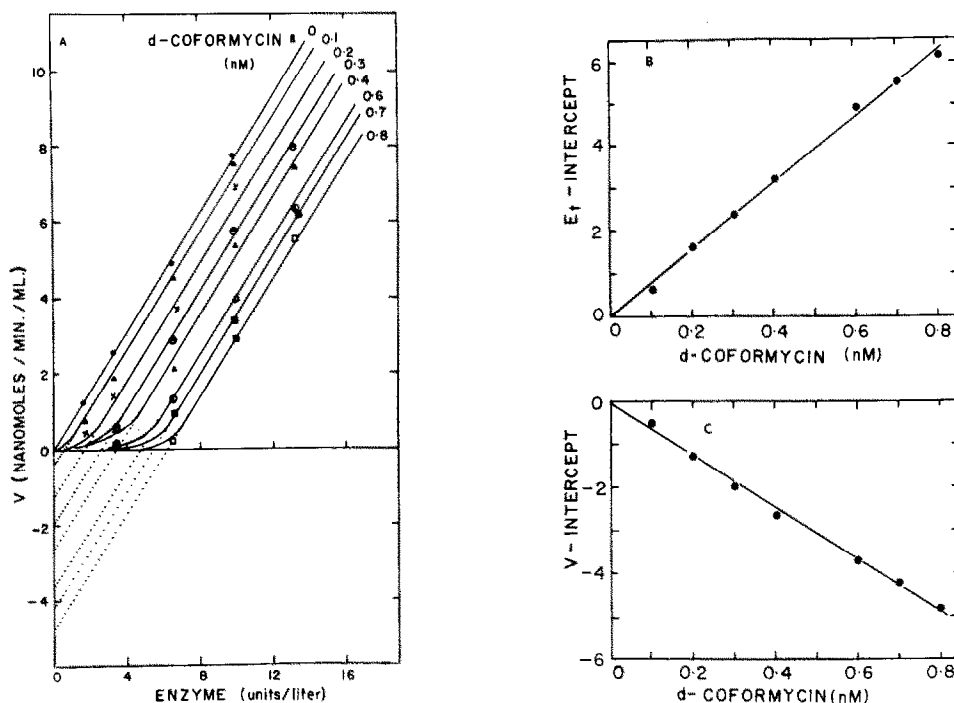 A
d-COFORMYCIN
(nM)
0
0.1
0.2
0.3
0.4
0.6
0.7
0.8
10
8
6
4
2
0
-2
-4
V (NANOMOLES / MIN. / ML.)
0 4 8 12 16
ENZYME (units/liter)
B
6
4
2
0
Et-INTERCEPT
0 0.2 0.4 0.6 0.8
d-COFORMYCIN (nM)
C
0
-2
-4
-6
V-INTERCEPT
0 0.2 0.4 0.6 0.8
d-COFORMYCIN (nM)